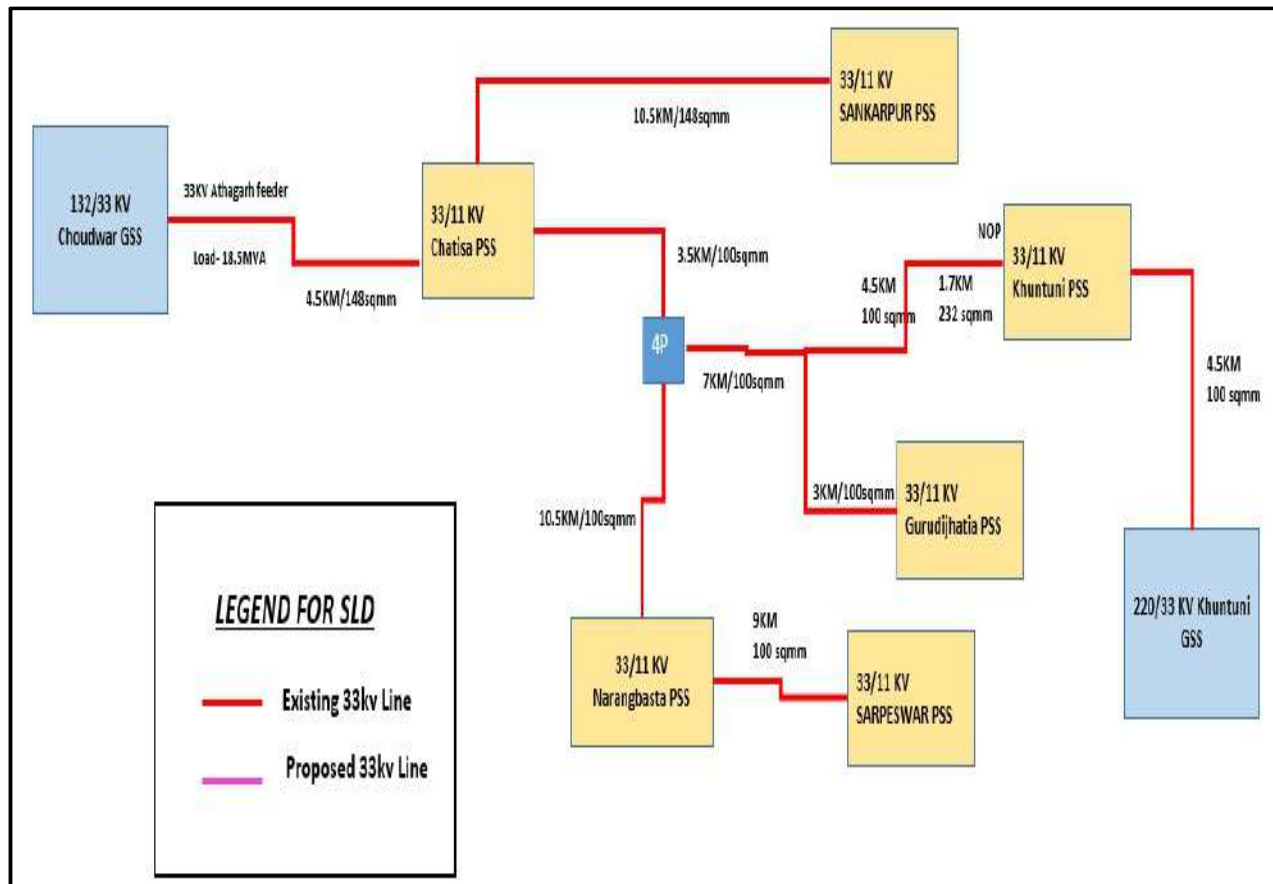 33/11 KV
SANKARPUR PSS
10.5KM/148sqmm
132/33 KV
Choudwar GSS
33KV Athagarh feeder
Load- 18.5MVA
4.5KM/148sqmm
33/11 KV
Chatisa PSS
3.5KM/100sqmm
4P
7KM/100sqmm
4.5KM
100 sqmm
NOP
1.7KM
232 sqmm
33/11 KV
Khuntuni PSS
4.5KM
100 sqmm
3KM/100sqmm
33/11 KV
Gurudijhatia PSS
220/33 KV Khuntuni
GSS
10.5KM/100sqmm
33/11 KV
Narangbasta PSS
9KM
100 sqmm
33/11 KV
SARPESWAR PSS
LEGEND FOR SLD
Existing 33kv Line
Proposed 33kv Line